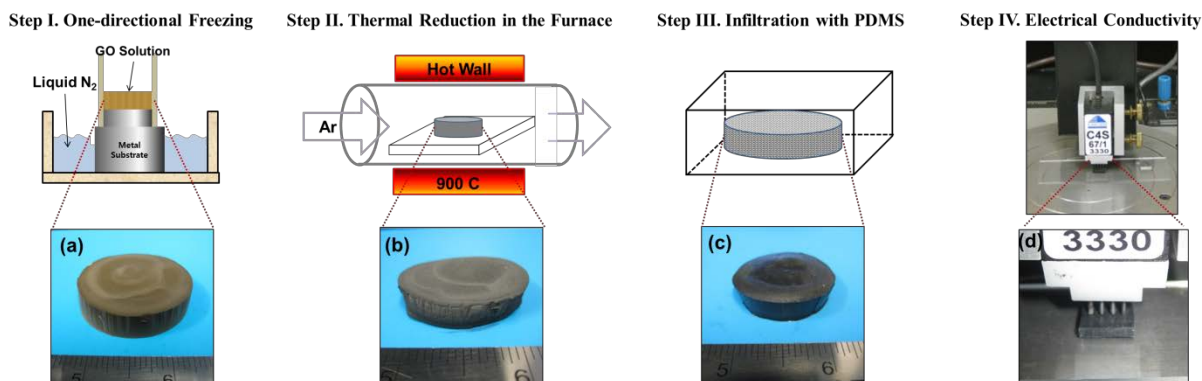 Step I. One-directional Freezing
GO Solution
Liquid N₂
Metal
Substrate
(a)
5
6
Step II. Thermal Reduction in the Furnace
Hot Wall
Ar
900 C
(b)
5
6
Step III. Infiltration with PDMS
(c)
5
6
Step IV. Electrical Conductivity
C4S
67/1
3330
(d)
3330